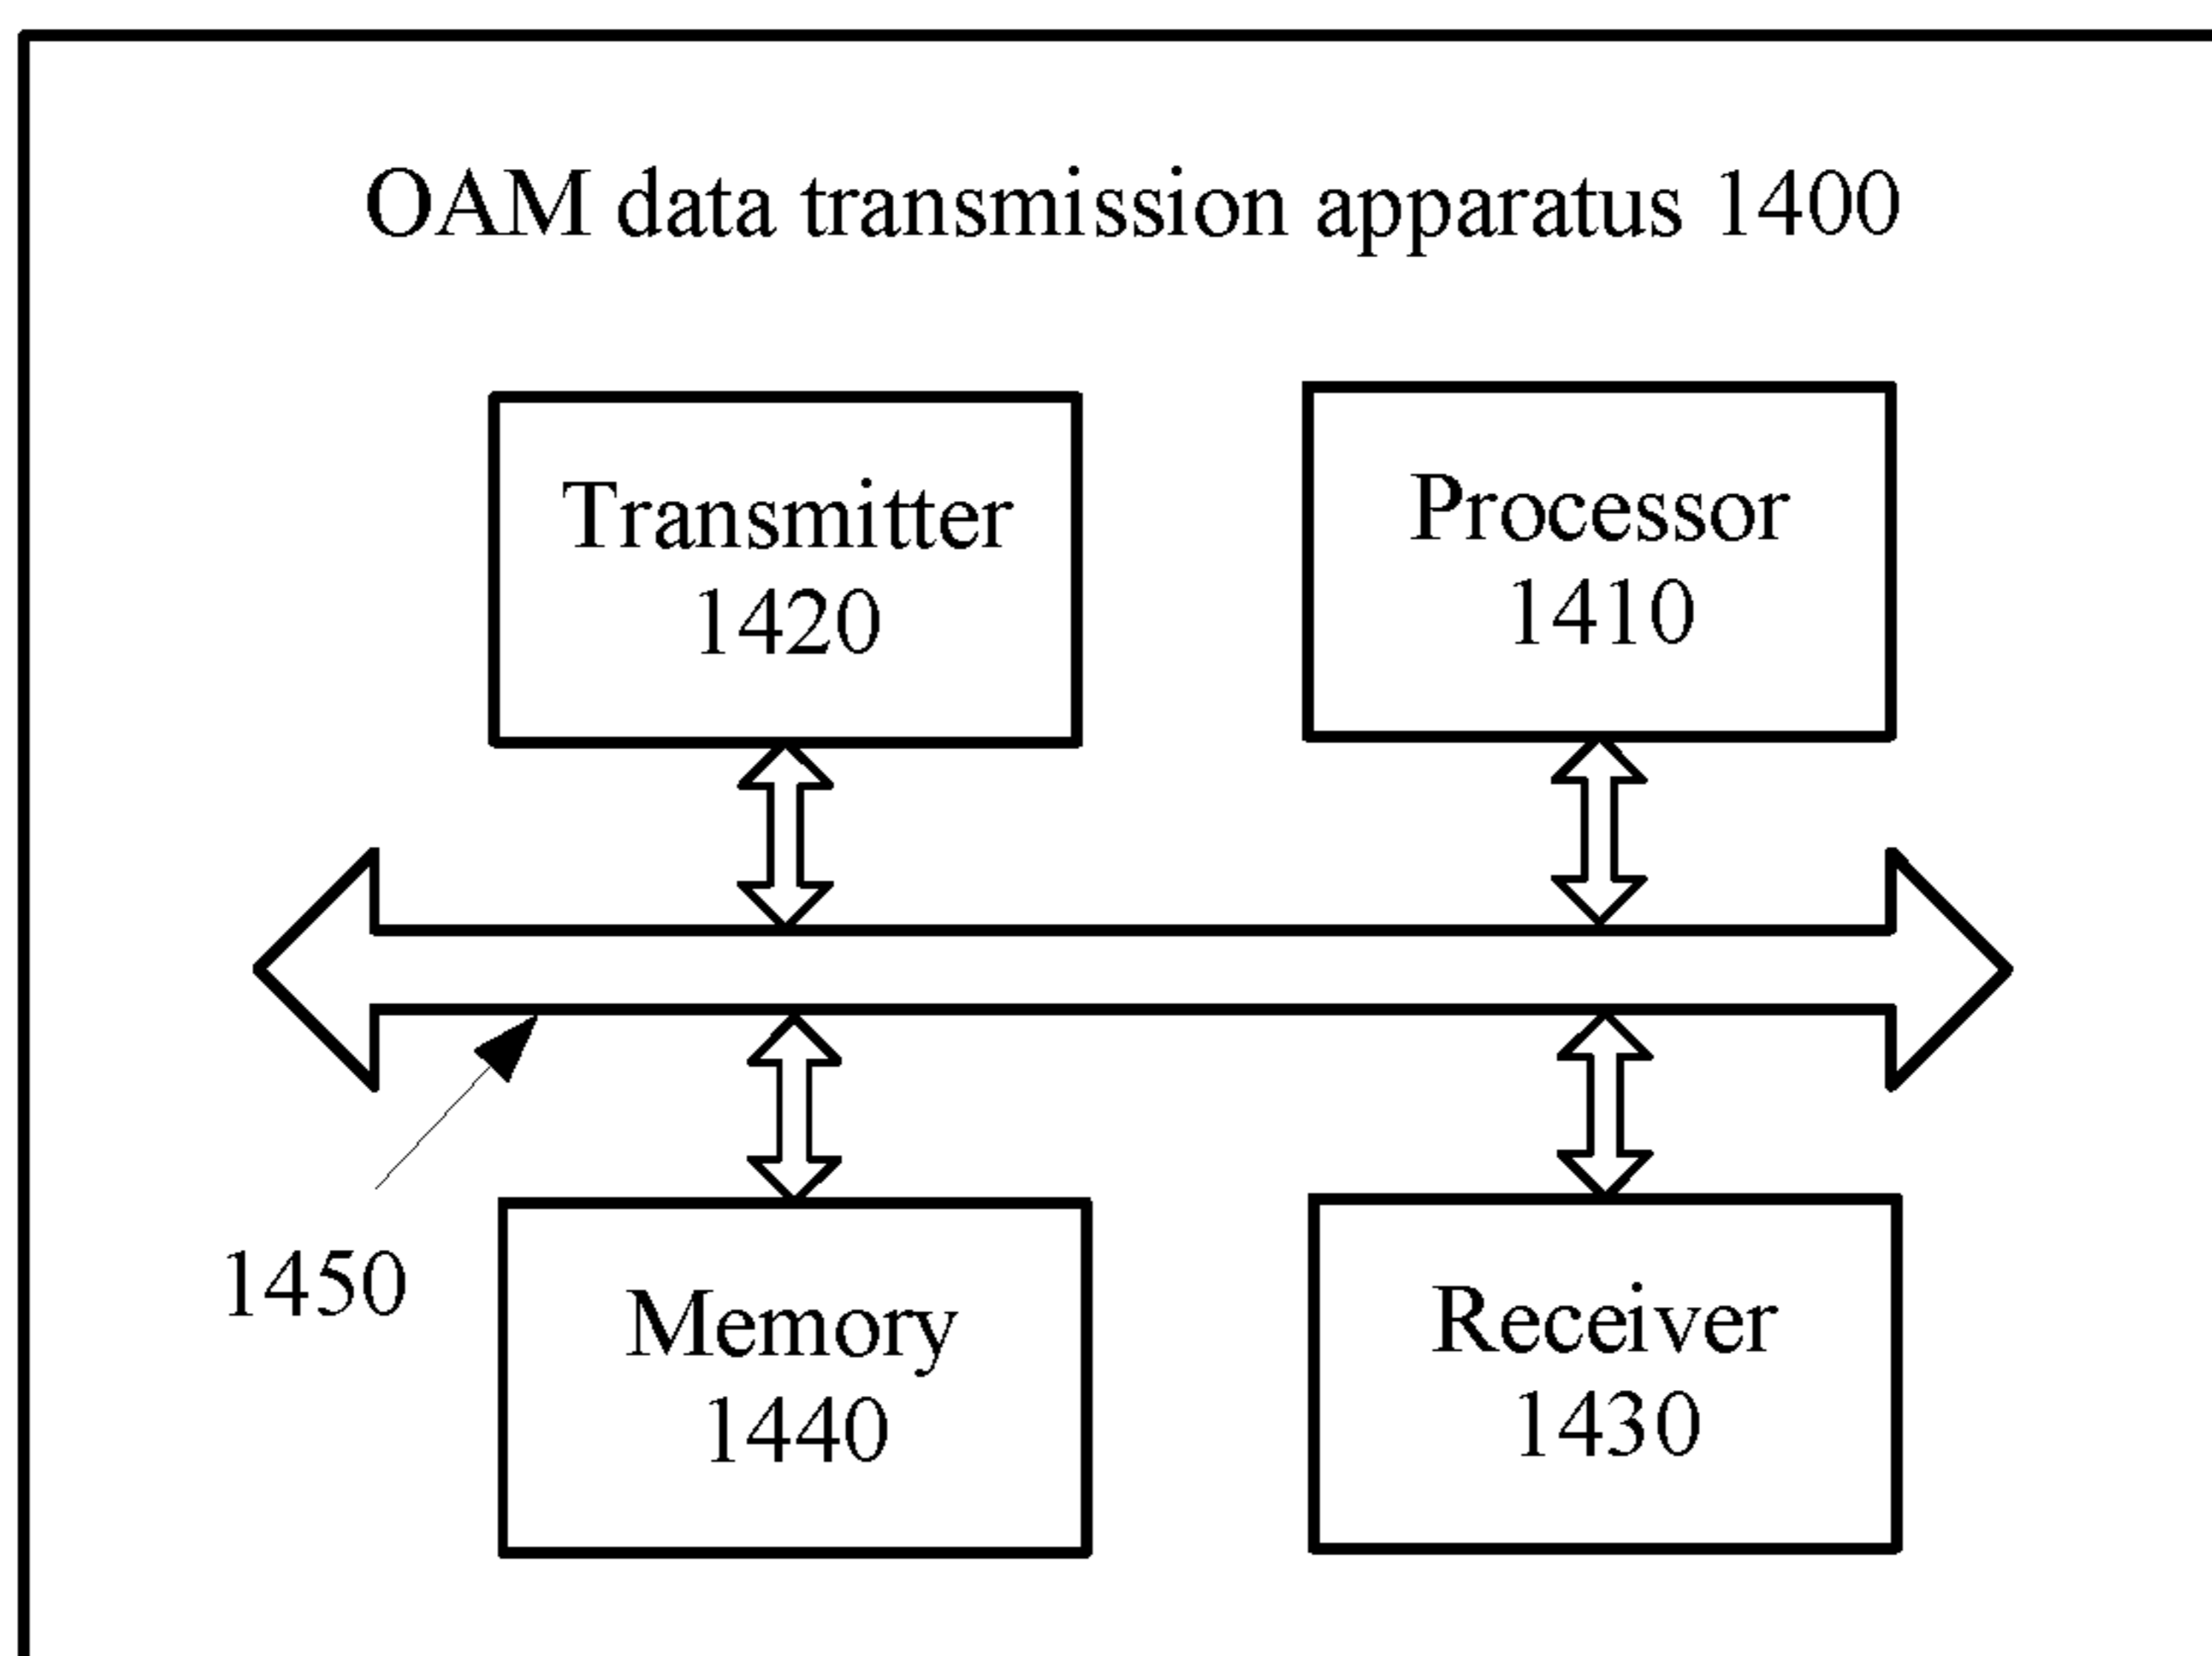 OAM data transmission apparatus 1400
Transmitter
1420
Processor
1410
1450
Memory
1440
Receiver
1430